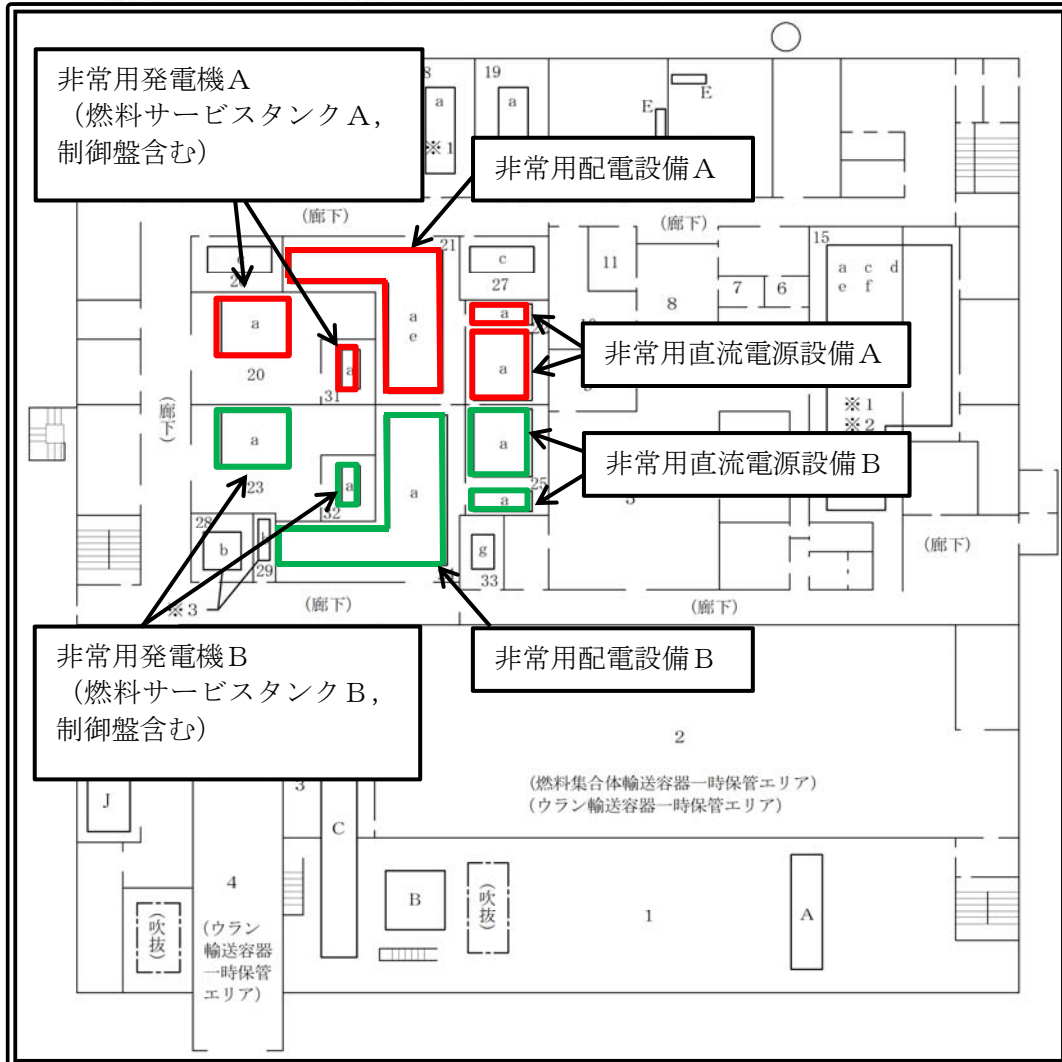 非常用発電機A
（燃料サービスタンクA，
制御盤含む）
8
a
※1
19
a
E
E
非常用配電設備A
(廊下)
(廊下)
21
c
27
11
8
7
6
15
a c d
e f
a
20
a
31
a
e
a
a
非常用直流電源設備A
※1
※2
(廊下)
a
23
a
32
a
a
25
a
非常用直流電源設備B
28
b
29
g
33
(廊下)
※3
(廊下)
(廊下)
非常用発電機B
（燃料サービスタンクB，
制御盤含む）
非常用配電設備B
2
(燃料集合体輸送容器一時保管エリア)
(ウラン輸送容器一時保管エリア)
J
3
C
4
(ウラン
輸送容器
一時保管
エリア)
(吹抜)
B
(吹抜)
1
A